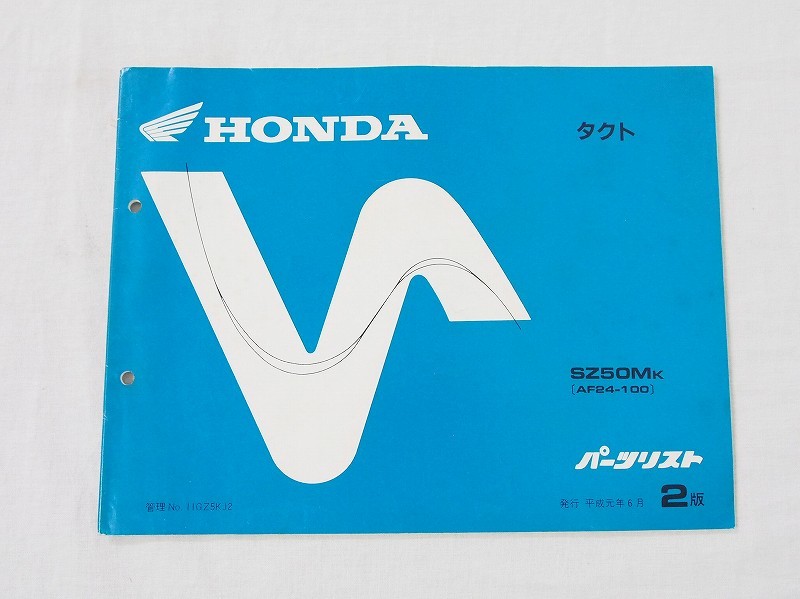 HONDA
タクト
SZ50MK
[AF24-100]
パーツリスト
管理No. 11GZ5KJ2
発行 平成元年6月 2版